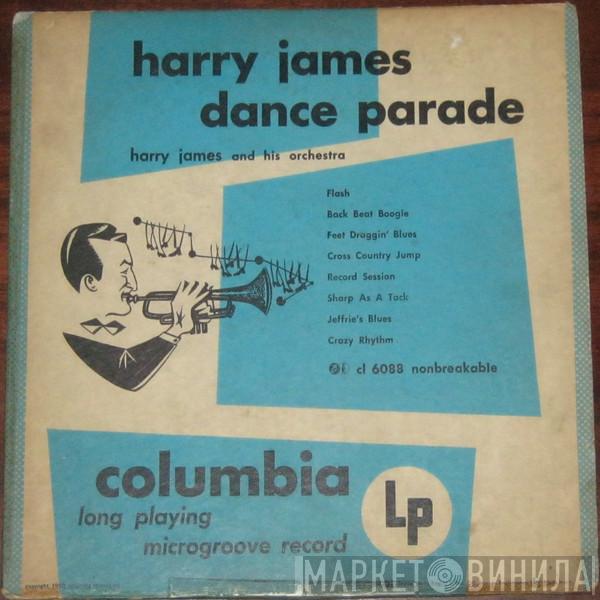 harry james
dance parade
harry james and his orchestra
Flash
Back Beat Boogie
Feet Draggin' Blues
Cross Country Jump
Record Session
Sharp As A Tack
Jeffrie's Blues
Crazy Rhythm
cl 6088 nonbreakable
columbia
Lp
long playing
microgroove record
МАРКЕТ ВИНИЛА